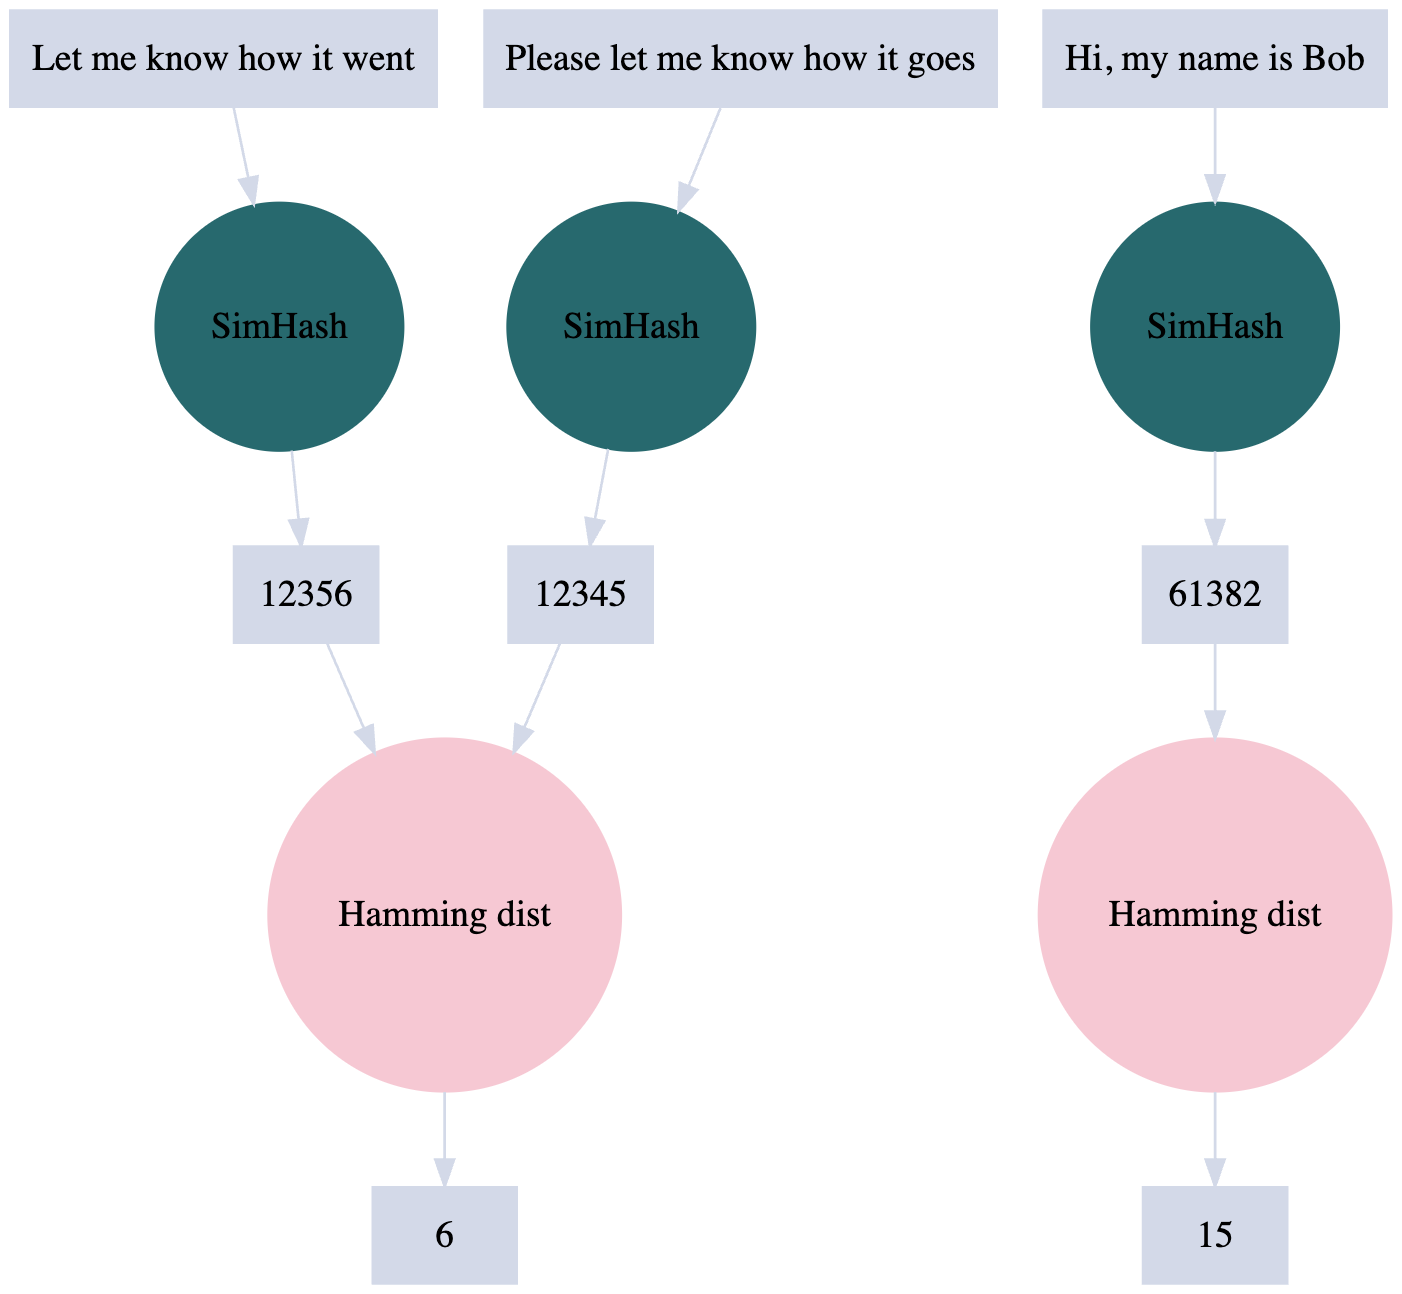 Let me know how it went
Please let me know how it goes
Hi, my name is Bob
SimHash
SimHash
SimHash
12356
12345
61382
Hamming dist
Hamming dist
6
15